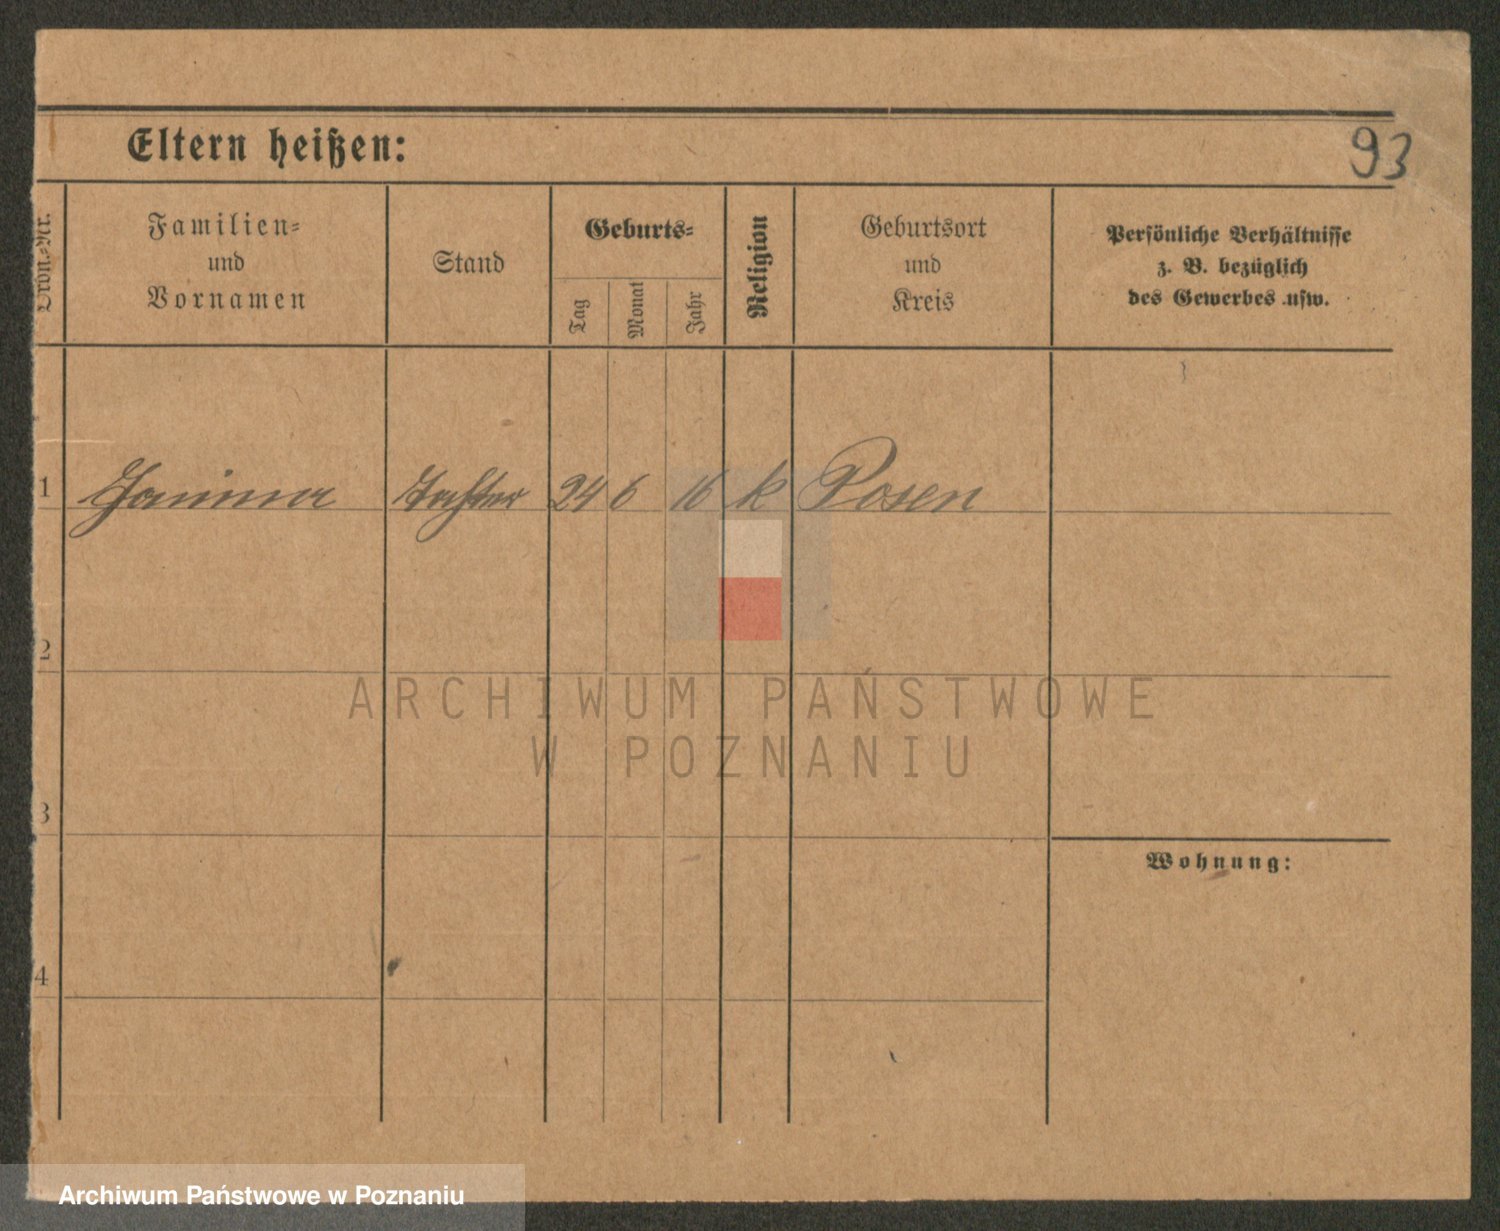 93
Eltern heißen:
Ordn.-Nr.
Familien-
und
Vornamen
Stand
Geburts-
Tag
Monat
Jahr
Religion
Geburtsort
und
Kreis
Persönliche Verhältnisse
z. B. bezüglich
des Gewerbes usw.
1 Janina Tochter 24 6 16 k Posen
2
ARCHIWUM PAŃSTWOWE
W POZNANIU
3
Wohnung:
4
Archiwum Państwowe w Poznaniu